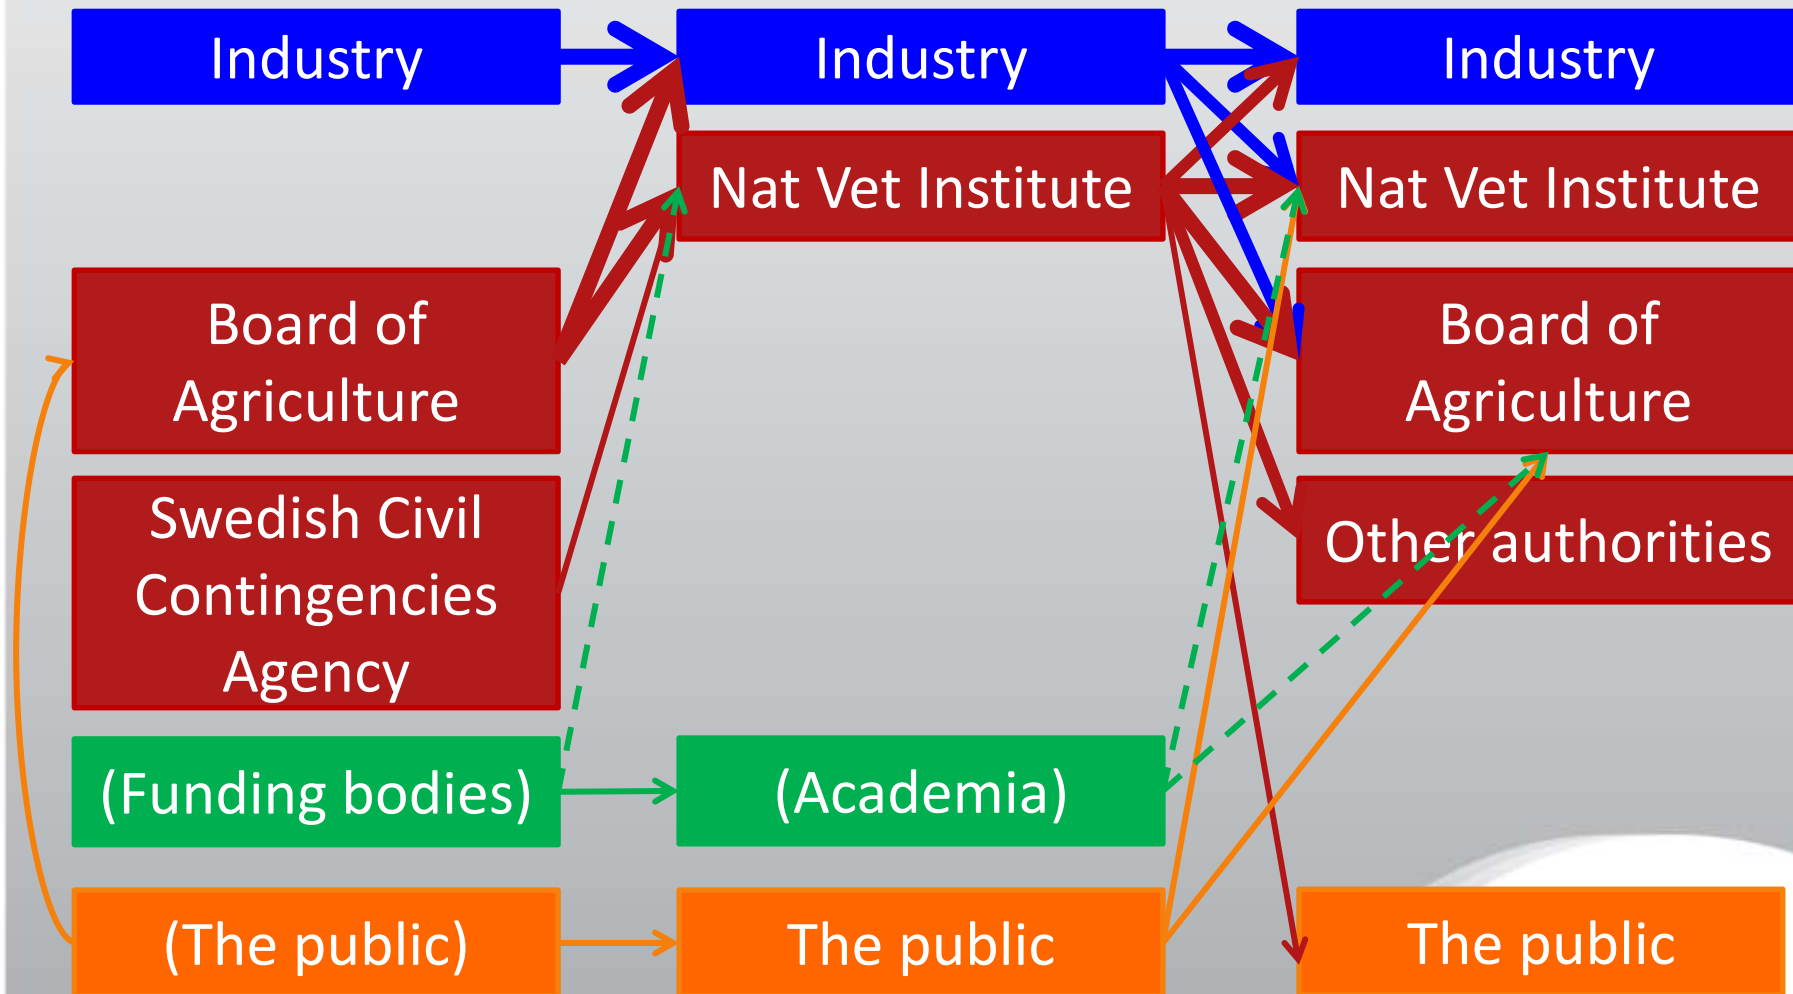 Industry
Industry
Industry
Nat Vet Institute
Nat Vet Institute
Board of
Agriculture
Board of
Agriculture
Swedish Civil
Contingencies
Agency
Other authorities
(Funding bodies)
(Academia)
(The public)
The public
The public